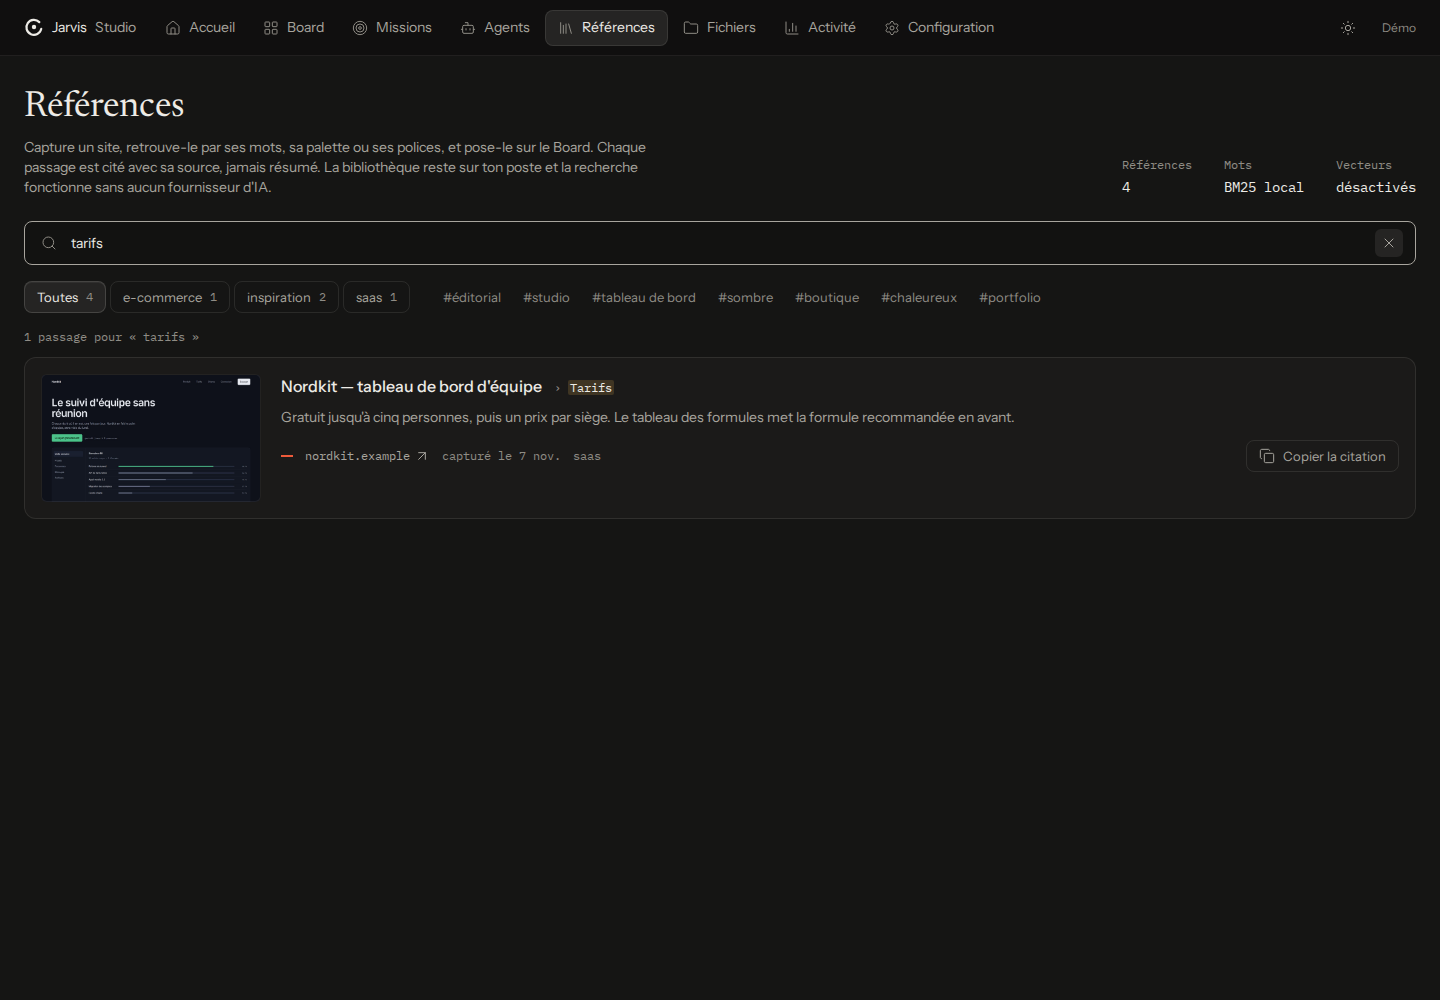 Jarvis Studio
Accueil
Board
Missions
Agents
Références
Fichiers
Activité
Configuration
Démo
Références
Capture un site, retrouve-le par ses mots, sa palette ou ses polices, et pose-le sur le Board. Chaque
passage est cité avec sa source, jamais résumé. La bibliothèque reste sur ton poste et la recherche
fonctionne sans aucun fournisseur d'IA.
Références
4
Mots
BM25 local
Vecteurs
désactivés
tarifs
Toutes 4
e-commerce 1
inspiration 2
saas 1
#éditorial
#studio
#tableau de bord
#sombre
#boutique
#chaleureux
#portfolio
1 passage pour « tarifs »
Le suivi d'équipe sans
réunion
Nordkit — tableau de bord d'équipe › Tarifs
Gratuit jusqu'à cinq personnes, puis un prix par siège. Le tableau des formules met la formule recommandée en avant.
nordkit.example capturé le 7 nov. saas
Copier la citation